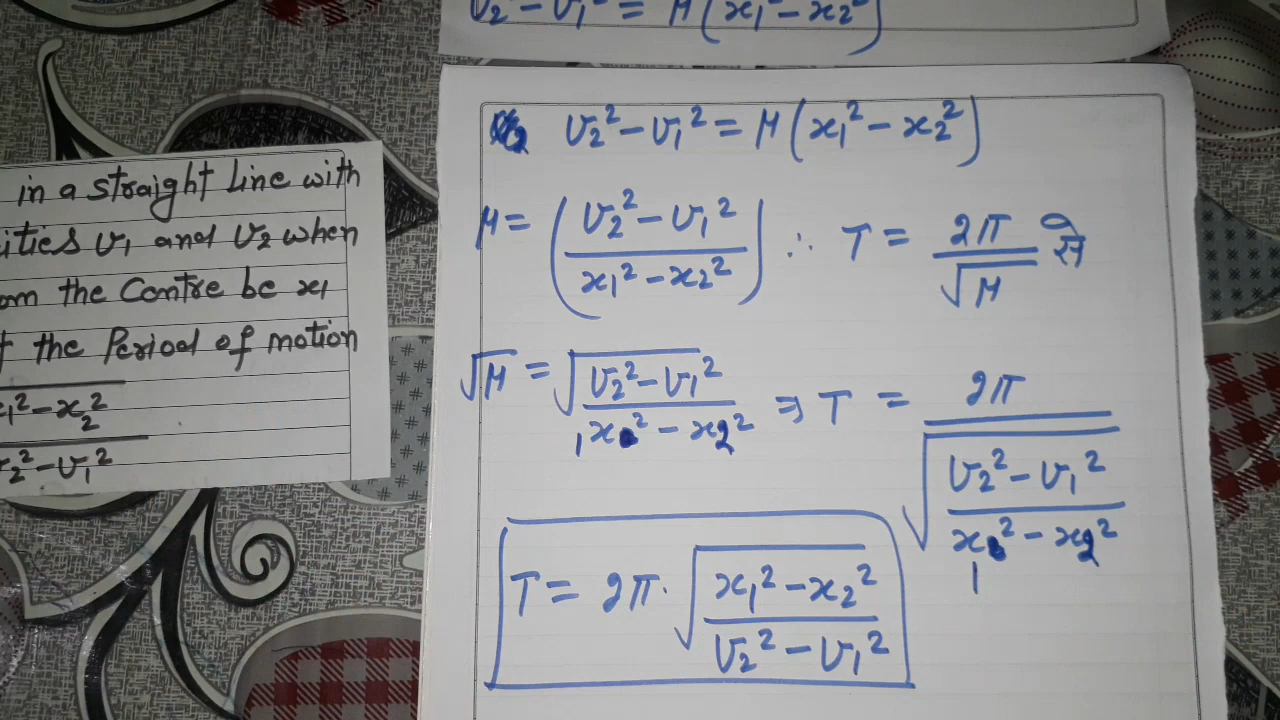 v₂² - v₁² = μ(x₁² - x₂²)
in a straight line with
ities v₁ and v₂ when
om the Centre be x₁
the Period of motion
x₁² - x₂²
v₂² - v₁²
v₂² - v₁² = μ(x₁² - x₂²)
μ = (v₂² - v₁² / x₁² - x₂²) ∴ T = 2π / √μ से
√μ = √(v₂² - v₁² / x₁² - x₂²) ⇒ T = 2π / √(v₂² - v₁² / x₁² - x₂²)
T = 2π · √(x₁² - x₂² / v₂² - v₁²)